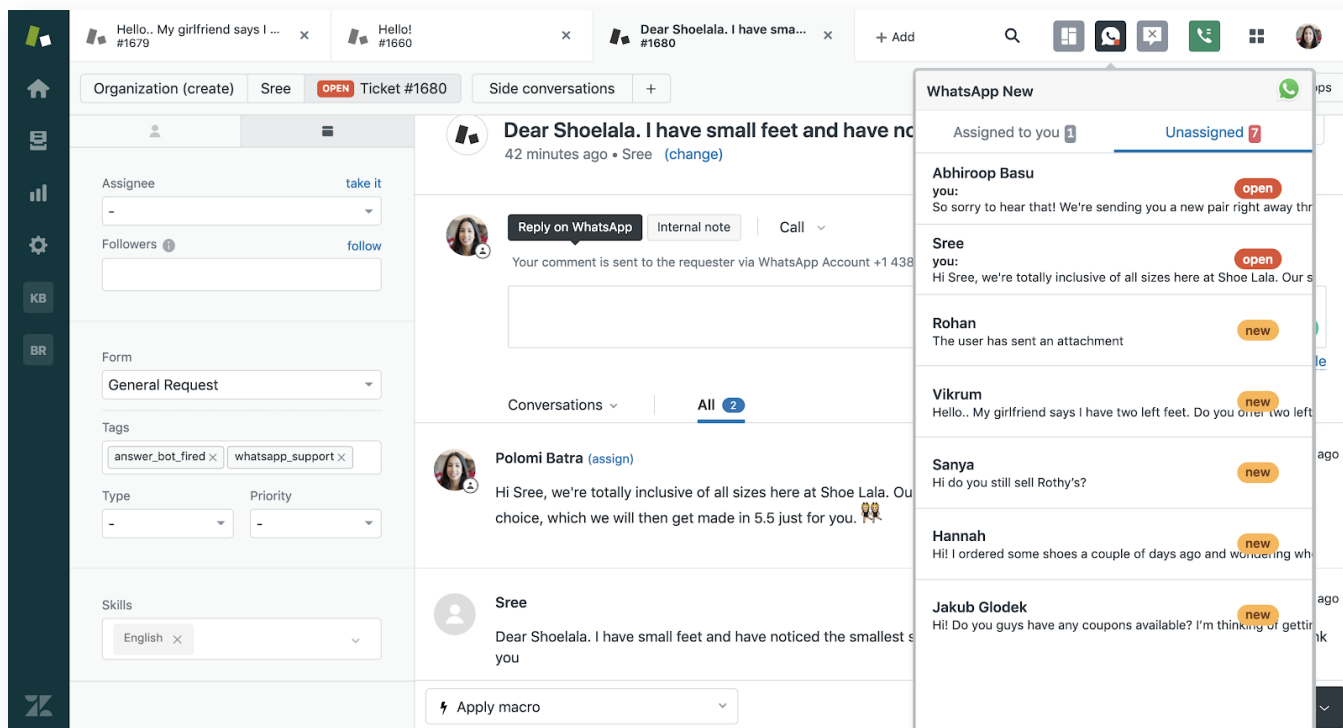 Hello.. My girlfriend says I ...
#1679
Hello!
#1660
Dear Shoelala. I have sma...
#1680
+ Add
Organization (create)
Sree
OPEN Ticket #1680
Side conversations
+
ps
Assignee
take it
-
Followers
follow
KB
BR
Form
General Request
Tags
answer_bot_fired
whatsapp_support
Type
Priority
-
-
Skills
English
Dear Shoelala. I have small feet and have no
42 minutes ago • Sree (change)
Reply on WhatsApp
Internal note
Call
Your comment is sent to the requester via WhatsApp Account +1 438
le
Conversations
All 2
Polomi Batra (assign)
ago
Hi Sree, we're totally inclusive of all sizes here at Shoe Lala. Ou
choice, which we will then get made in 5.5 just for you.
Sree
ago
Dear Shoelala. I have small feet and have noticed the smallest s
nk
you
Apply macro
WhatsApp New
Assigned to you 1
Unassigned 7
Abhiroop Basu
you:
open
So sorry to hear that! We're sending you a new pair right away thr
Sree
you:
open
Hi Sree, we're totally inclusive of all sizes here at Shoe Lala. Our s
Rohan
new
The user has sent an attachment
Vikrum
new
Hello.. My girlfriend says I have two left feet. Do you offer two left
Sanya
new
Hi do you still sell Rothy's?
Hannah
new
Hi! I ordered some shoes a couple of days ago and wondering wh
Jakub Glodek
new
Hi! Do you guys have any coupons available? I'm thinking of gettin